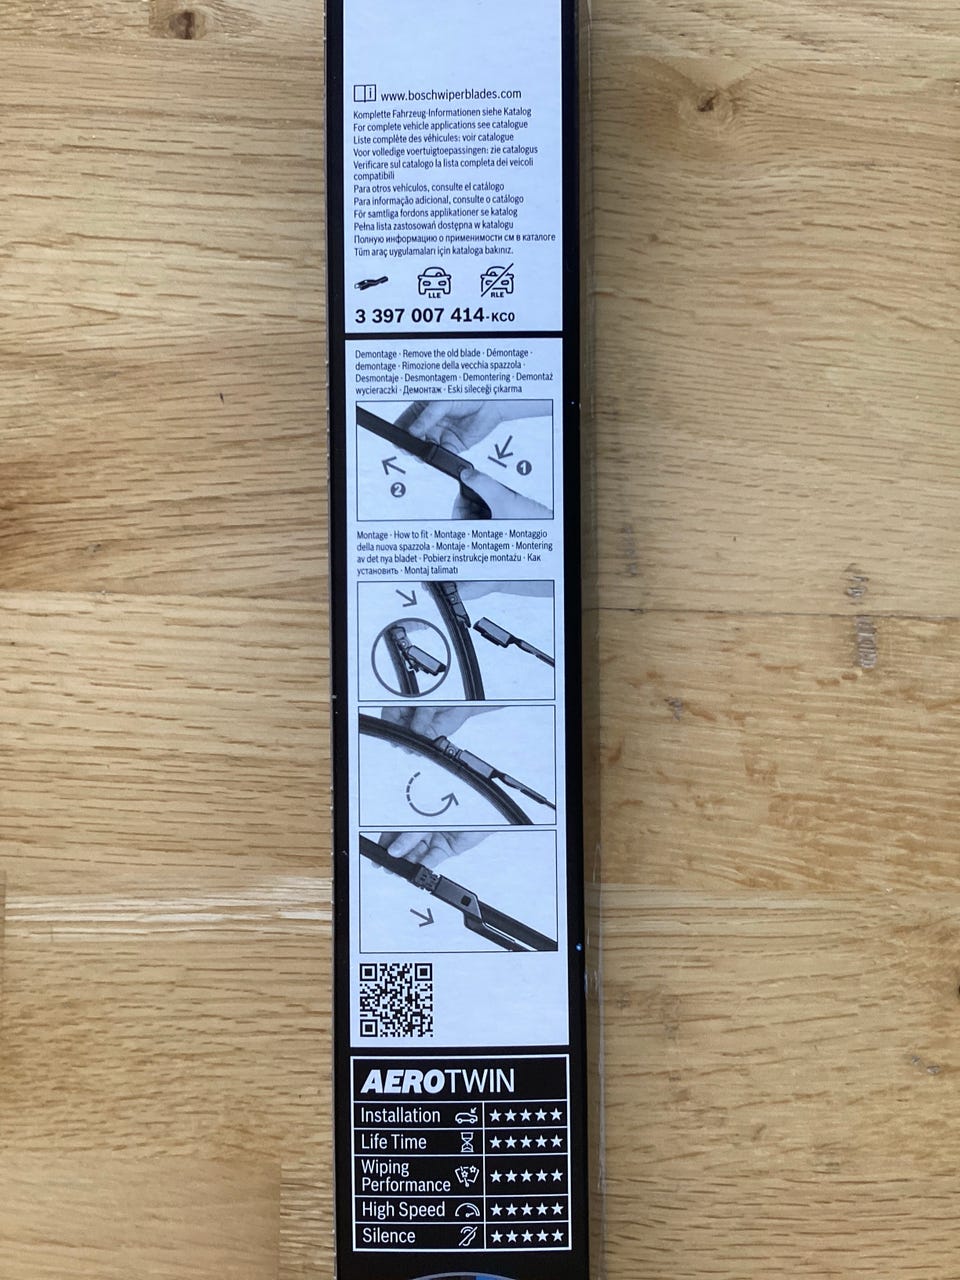 www.boschwiperblades.com
Komplette Fahrzeug-Informationen siehe Katalog
For complete vehicle applications see catalogue
Liste complète des véhicules: voir catalogue
Voor volledige voertuigtoepassingen: zie catalogus
Verificare sul catalogo la lista completa dei veicoli
compatibili
Para otros vehículos, consulte el catálogo
Para informação adicional, consulte o catálogo
För samtliga fordons applikationer se katalog
Pełna lista zastosowań dostępna w katalogu
Полную информацию о применимости см в каталоге
Tüm araç uygulamaları için kataloga bakınız.
LLE RLE
3 397 007 414-KC0
Demontage · Remove the old blade · Démontage ·
demontage · Rimozione della vecchia spazzola ·
Desmontaje · Desmontagem · Demontering · Demontaż
wycieraczki · Демонтаж · Eski sileceği çıkarma
1
2
Montage · How to fit · Montage · Montage · Montaggio
della nuova spazzola · Montaje · Montagem · Montering
av det nya bladet · Pobierz instrukcje montażu · Как
установить · Montaj talimatı
AEROTWIN
Installation ★★★★★
Life Time ★★★★★
Wiping
Performance ★★★★★
High Speed ★★★★★
Silence ★★★★★